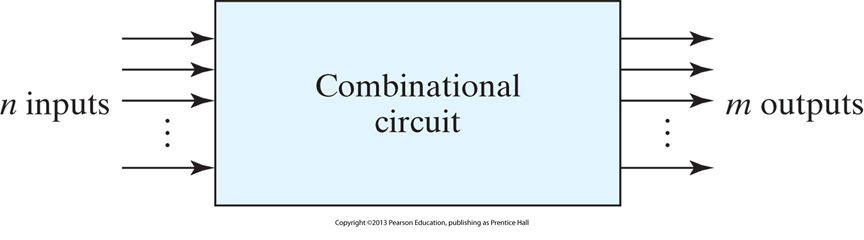 n inputs
Combinational
circuit
m outputs
Copyright ©2013 Pearson Education, publishing as Prentice Hall